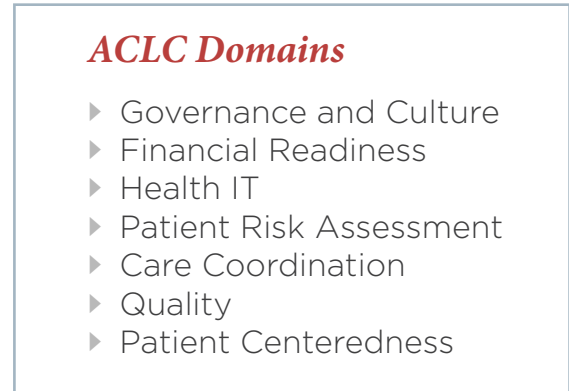 ACLC Domains
Governance and Culture
Financial Readiness
Health IT
Patient Risk Assessment
Care Coordination
Quality
Patient Centeredness